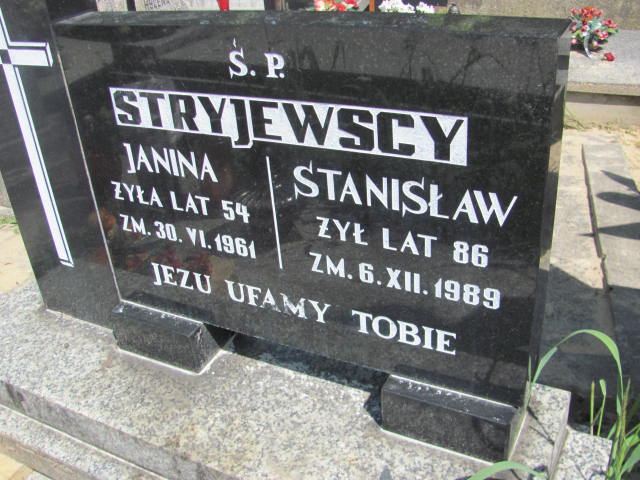 HELENA
Ś. P.
STRYJEWSCY
JANINA
ŻYŁA LAT 54
ZM. 30. VI. 1961
STANISŁAW
ŻYŁ LAT 86
ZM. 6. XII. 1989
JEZU UFAMY TOBIE